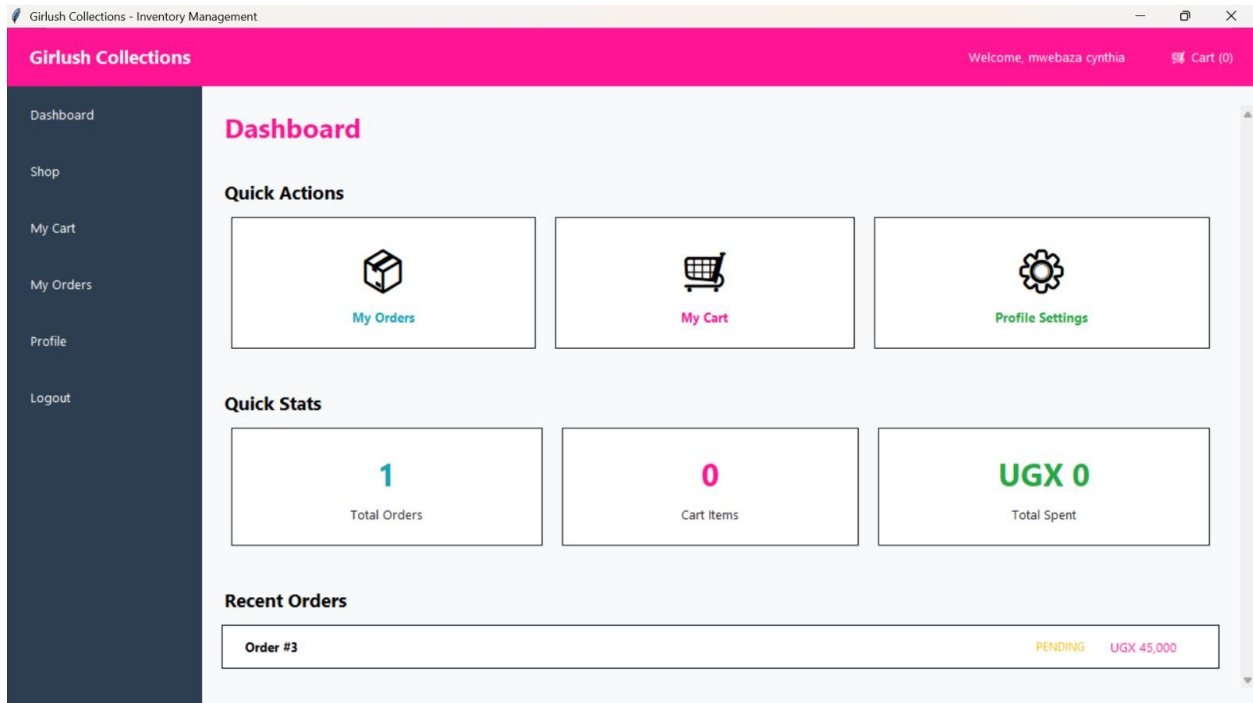 Girlush Collections - Inventory Management
Girlush Collections
Welcome, mwebaza cynthia
Cart (0)
Dashboard
Shop
My Cart
My Orders
Profile
Logout
Dashboard
Quick Actions
My Orders
My Cart
Profile Settings
Quick Stats
1
Total Orders
0
Cart Items
UGX 0
Total Spent
Recent Orders
Order #3
PENDING
UGX 45,000